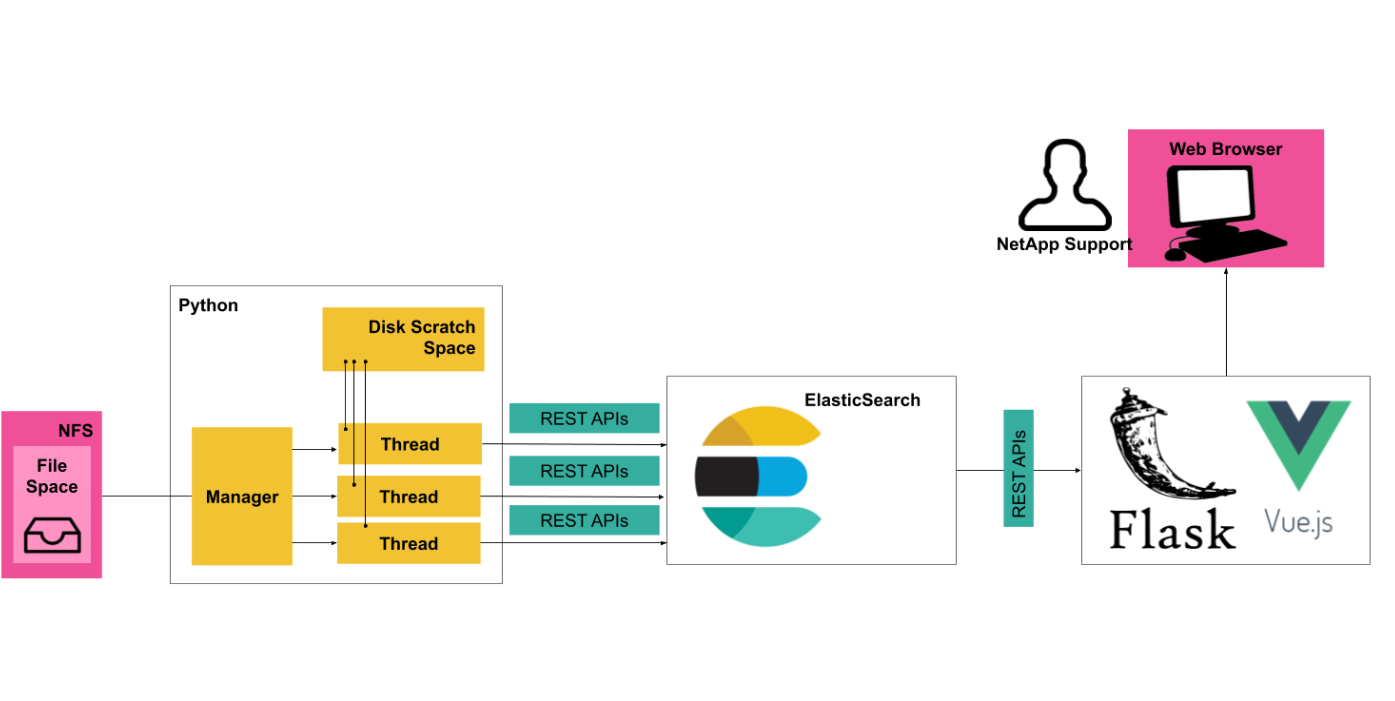 Web Browser
NetApp Support
Python
Disk Scratch
Space
NFS
File
Space
Manager
Thread
Thread
Thread
REST APIs
REST APIs
REST APIs
ElasticSearch
REST APIs
Flask
Vue.js